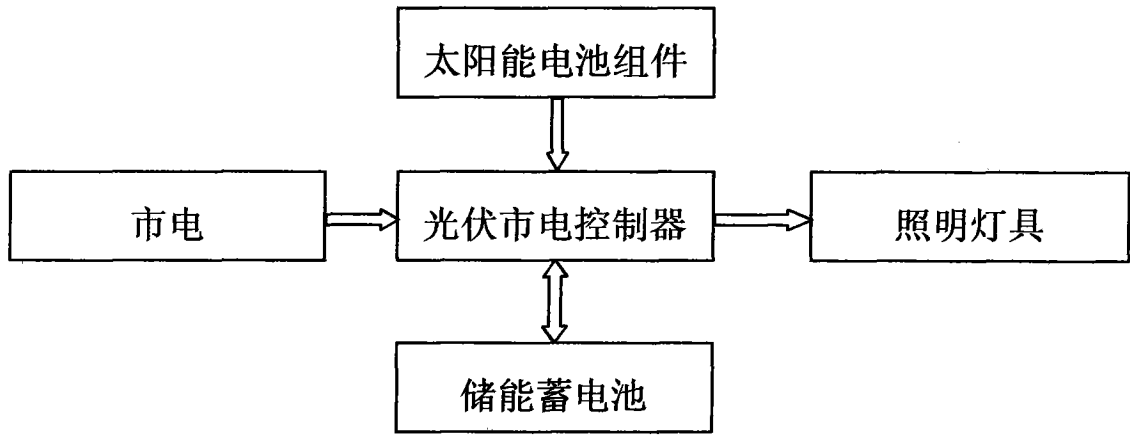 太阳能电池组件
市电
光伏市电控制器
照明灯具
储能蓄电池